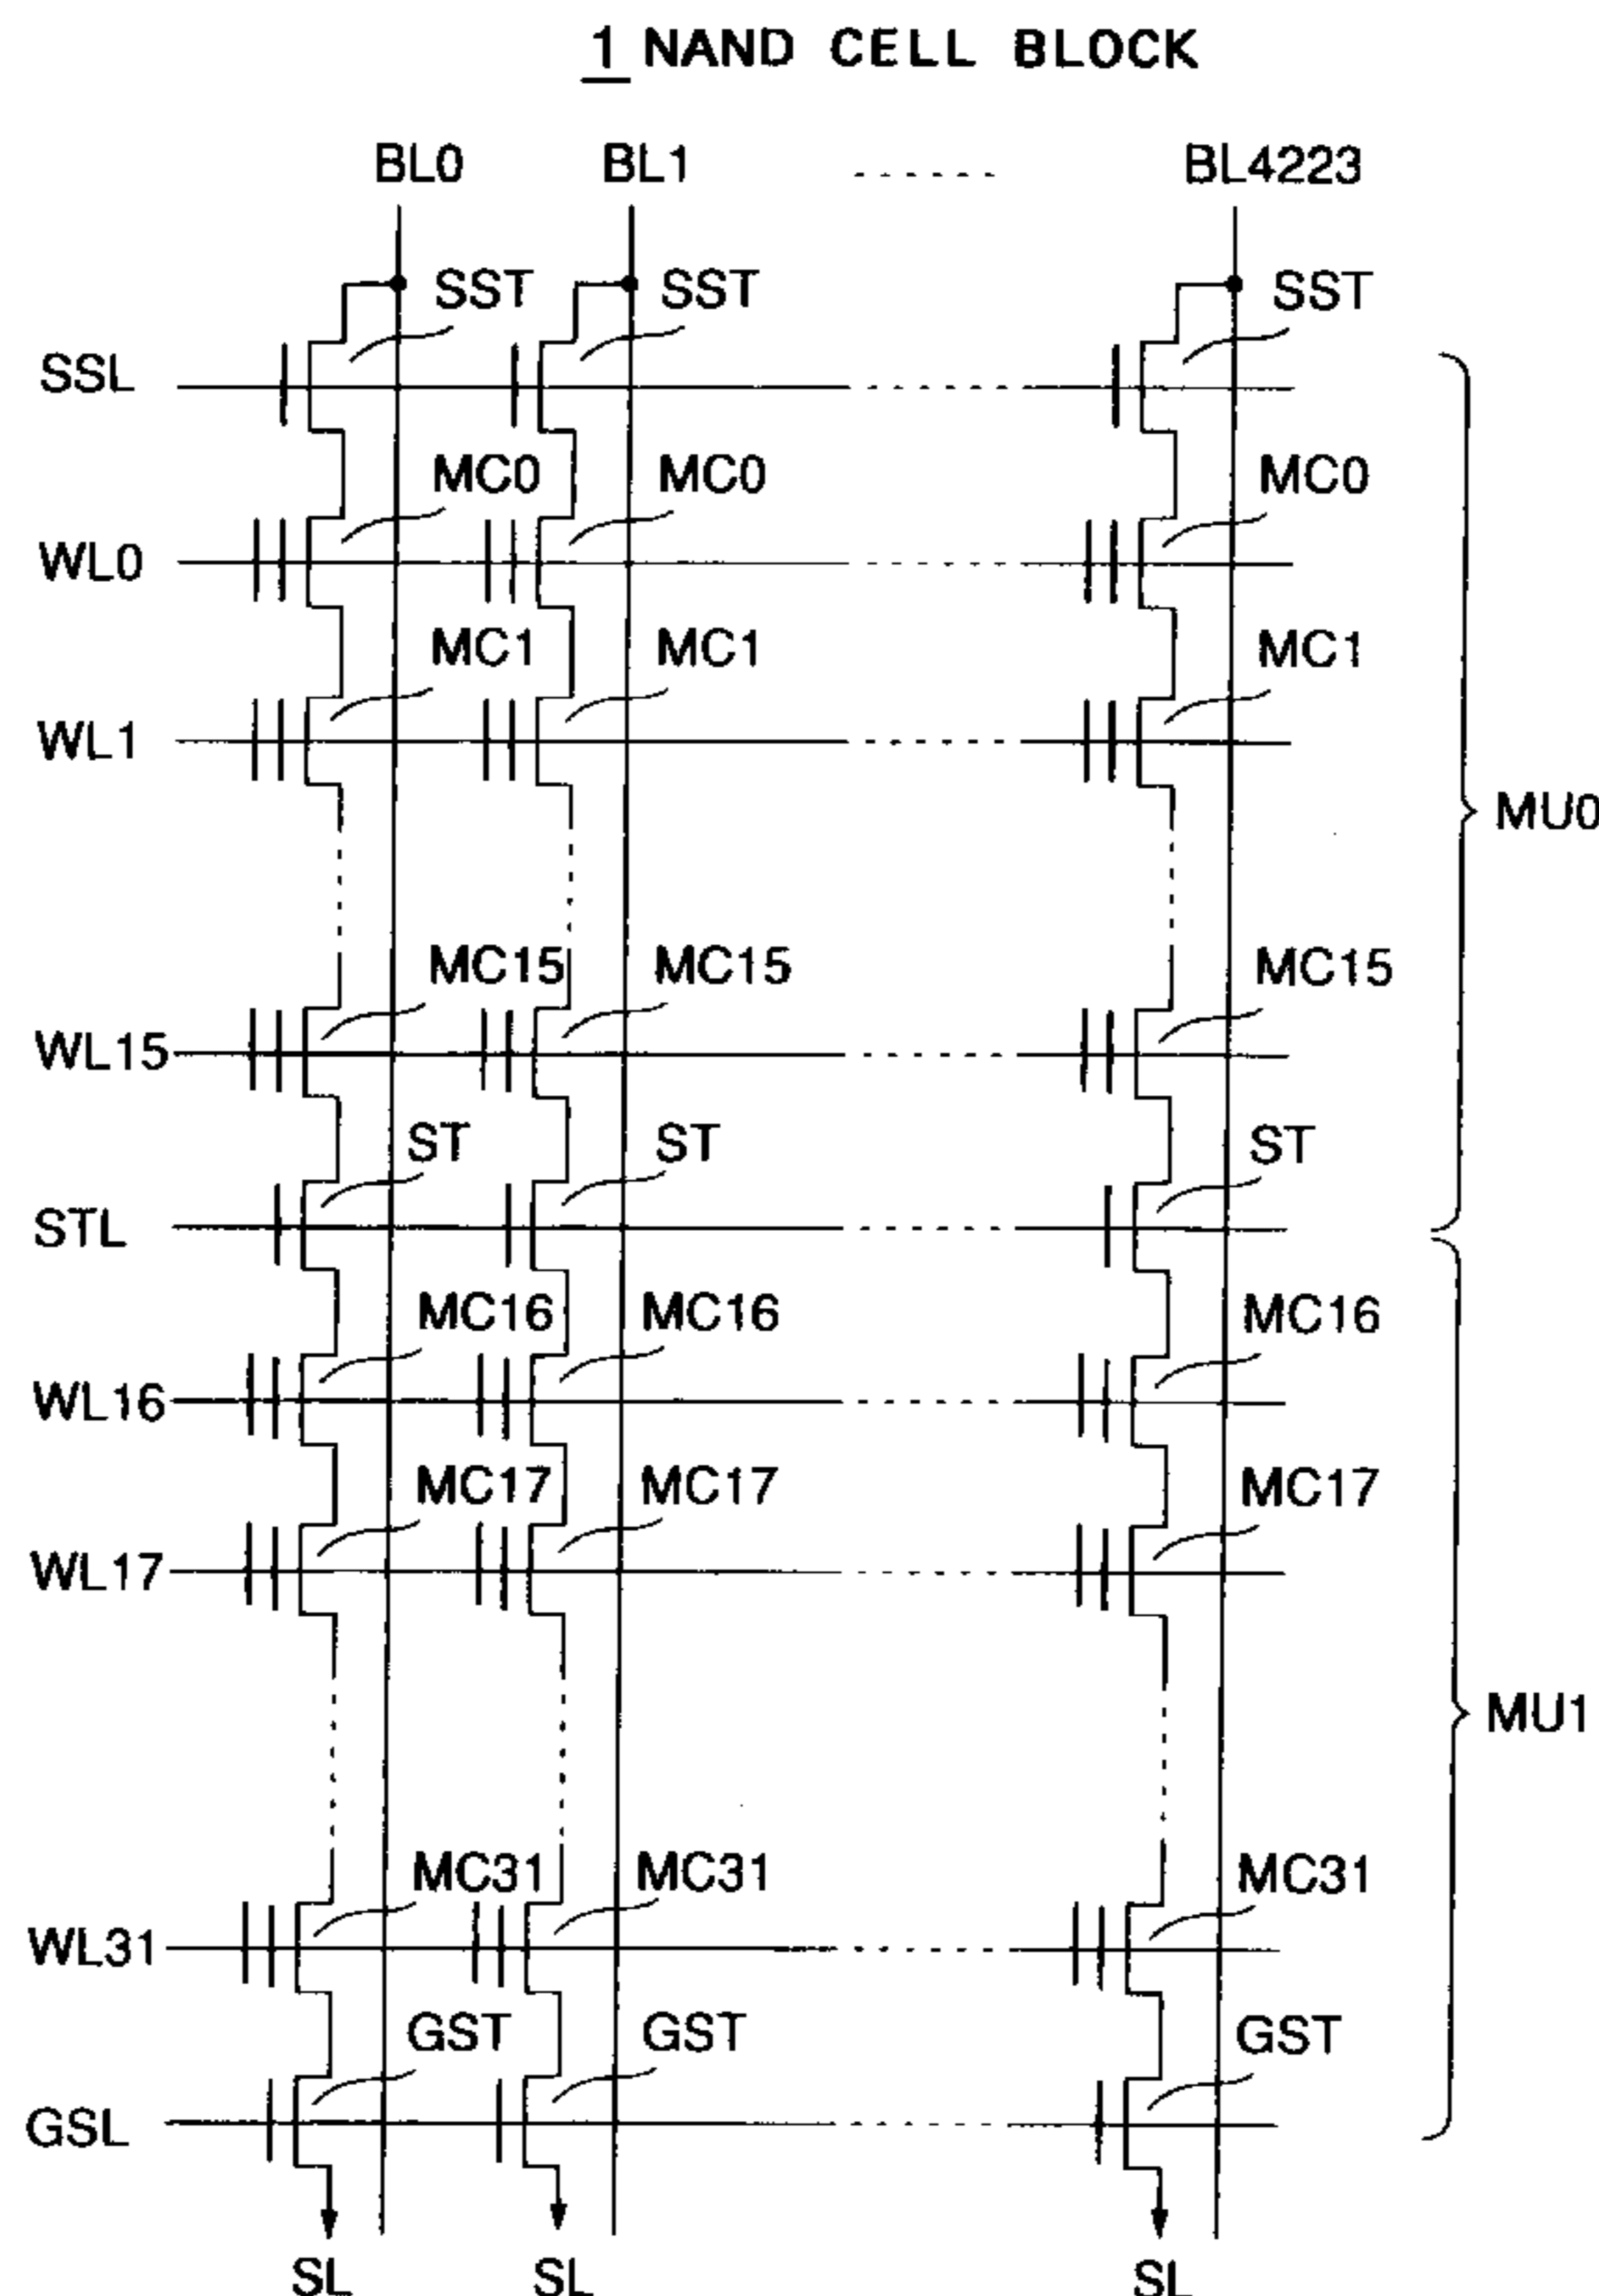 1 NAND CELL BLOCK
BL0 BL1 BL4223
SST SST SST
SSL
MC0 MC0 MC0
WL0
MC1 MC1 MC1
WL1
MU0
MC15 MC15 MC15
WL15
ST ST ST
STL
MC16 MC16 MC16
WL16
MC17 MC17 MC17
WL17
MU1
MC31 MC31 MC31
WL31
GST GST GST
GSL
SL SL SL